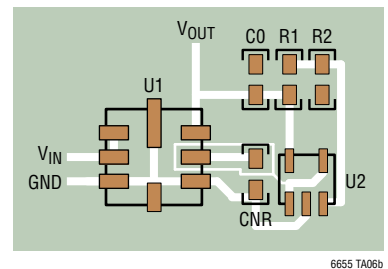 VOUT
C0 R1 R2
U1
VIN
GND
U2
CNR
6655 TA06b